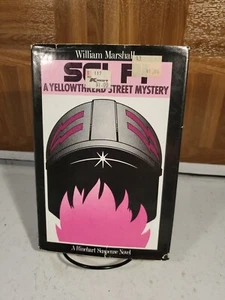 William Marshall
SCI FI
A YELLOWTHREAD STREET MYSTERY
A Rinehart Suspense Novel